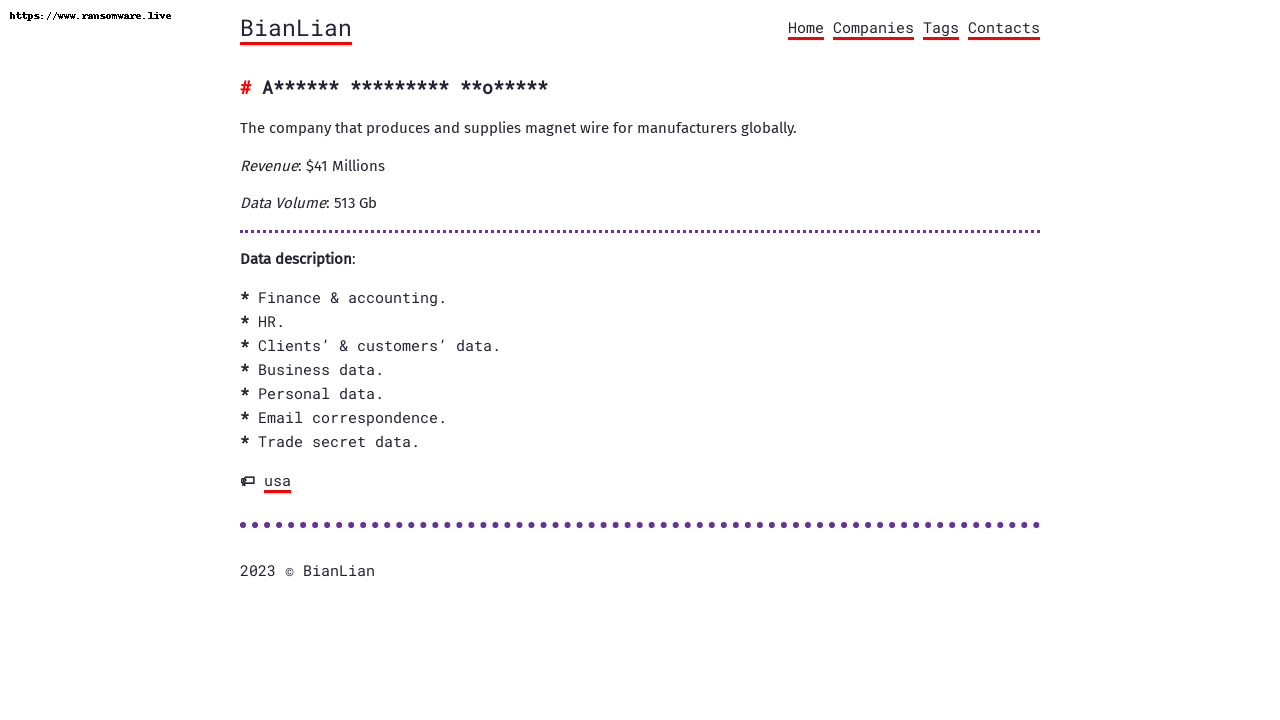 https://www.ransomware.live
BianLian
Home Companies Tags Contacts
# A****** ********* **o*****
The company that produces and supplies magnet wire for manufacturers globally.
Revenue: $41 Millions
Data Volume: 513 Gb
Data description:
* Finance & accounting.
* HR.
* Clients’ & customers’ data.
* Business data.
* Personal data.
* Email correspondence.
* Trade secret data.
usa
2023 © BianLian